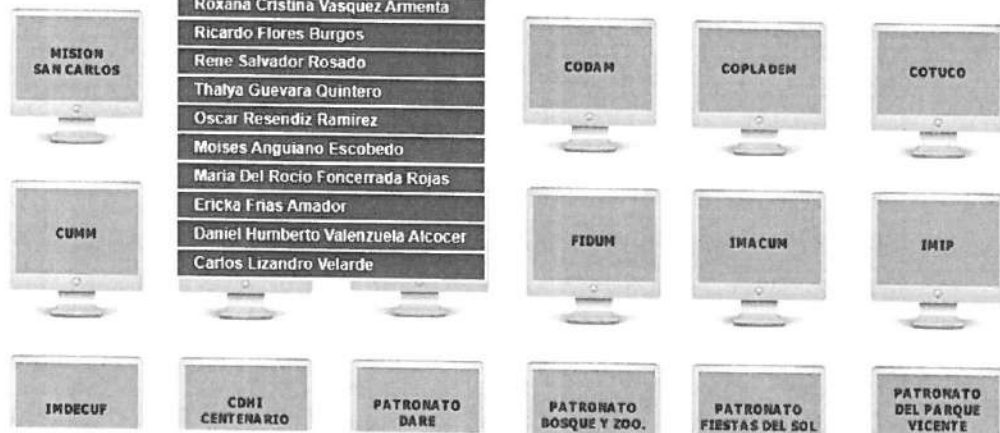 Roxana Cristina Vasquez Armenta
Ricardo Flores Burgos
Rene Salvador Rosado
Thalya Guevara Quintero
Oscar Resendiz Ramirez
Moises Anguiano Escobedo
Maria Del Rocio Foncerrada Rojas
Ericka Frias Amador
Daniel Humberto Valenzuela Alcocer
Carlos Lizandro Velarde
MISION
SAN CARLOS
CODAM
COPLADEM
COTUCO
CUMM
FIDUM
IMACUM
IMIP
IMDECUF
CDHI
CENTENARIO
PATRONATO
DARE
PATRONATO
BOSQUE Y ZOO.
PATRONATO
FIESTAS DEL SOL
PATRONATO
DEL PARQUE
VICENTE